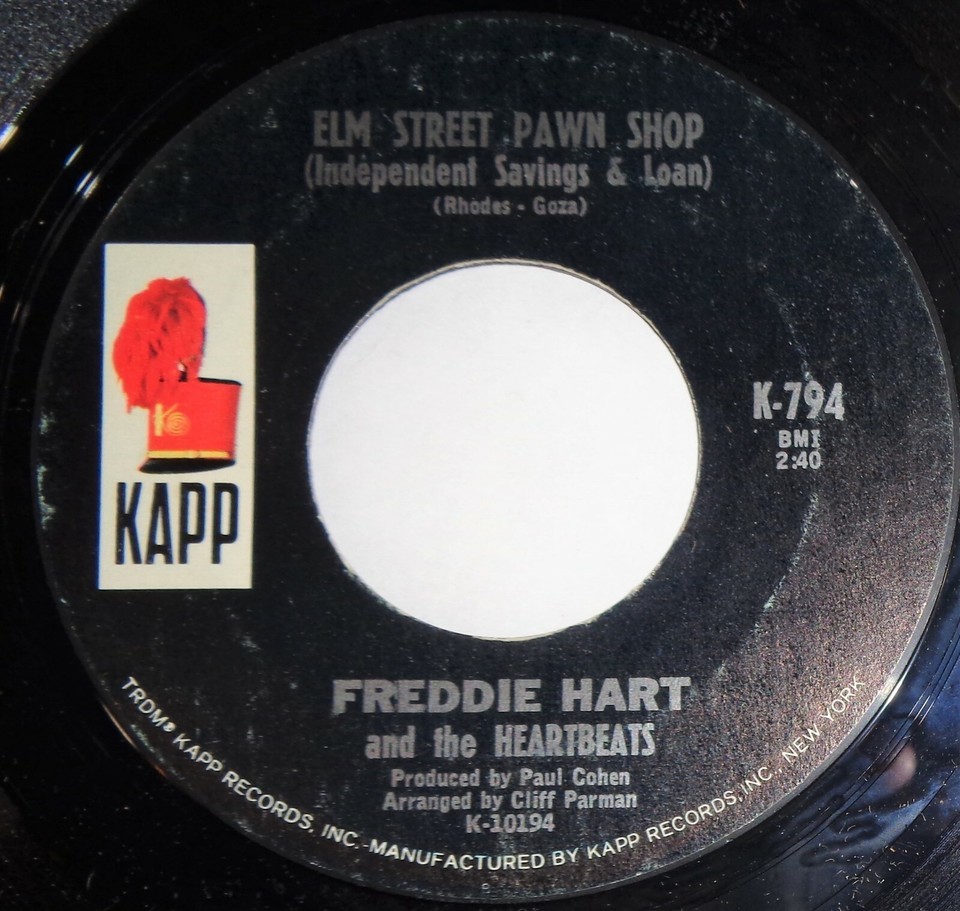 ELM STREET PAWN SHOP
(Independent Savings & Loan)
(Rhodes - Goza)
K
KAPP
K-794
BMI
2:40
FREDDIE HART
and the HEARTBEATS
Produced by Paul Cohen
Arranged by Cliff Parman
K-10194
TRDM® KAPP RECORDS, INC.-MANUFACTURED BY KAPP RECORDS, INC., NEW YORK